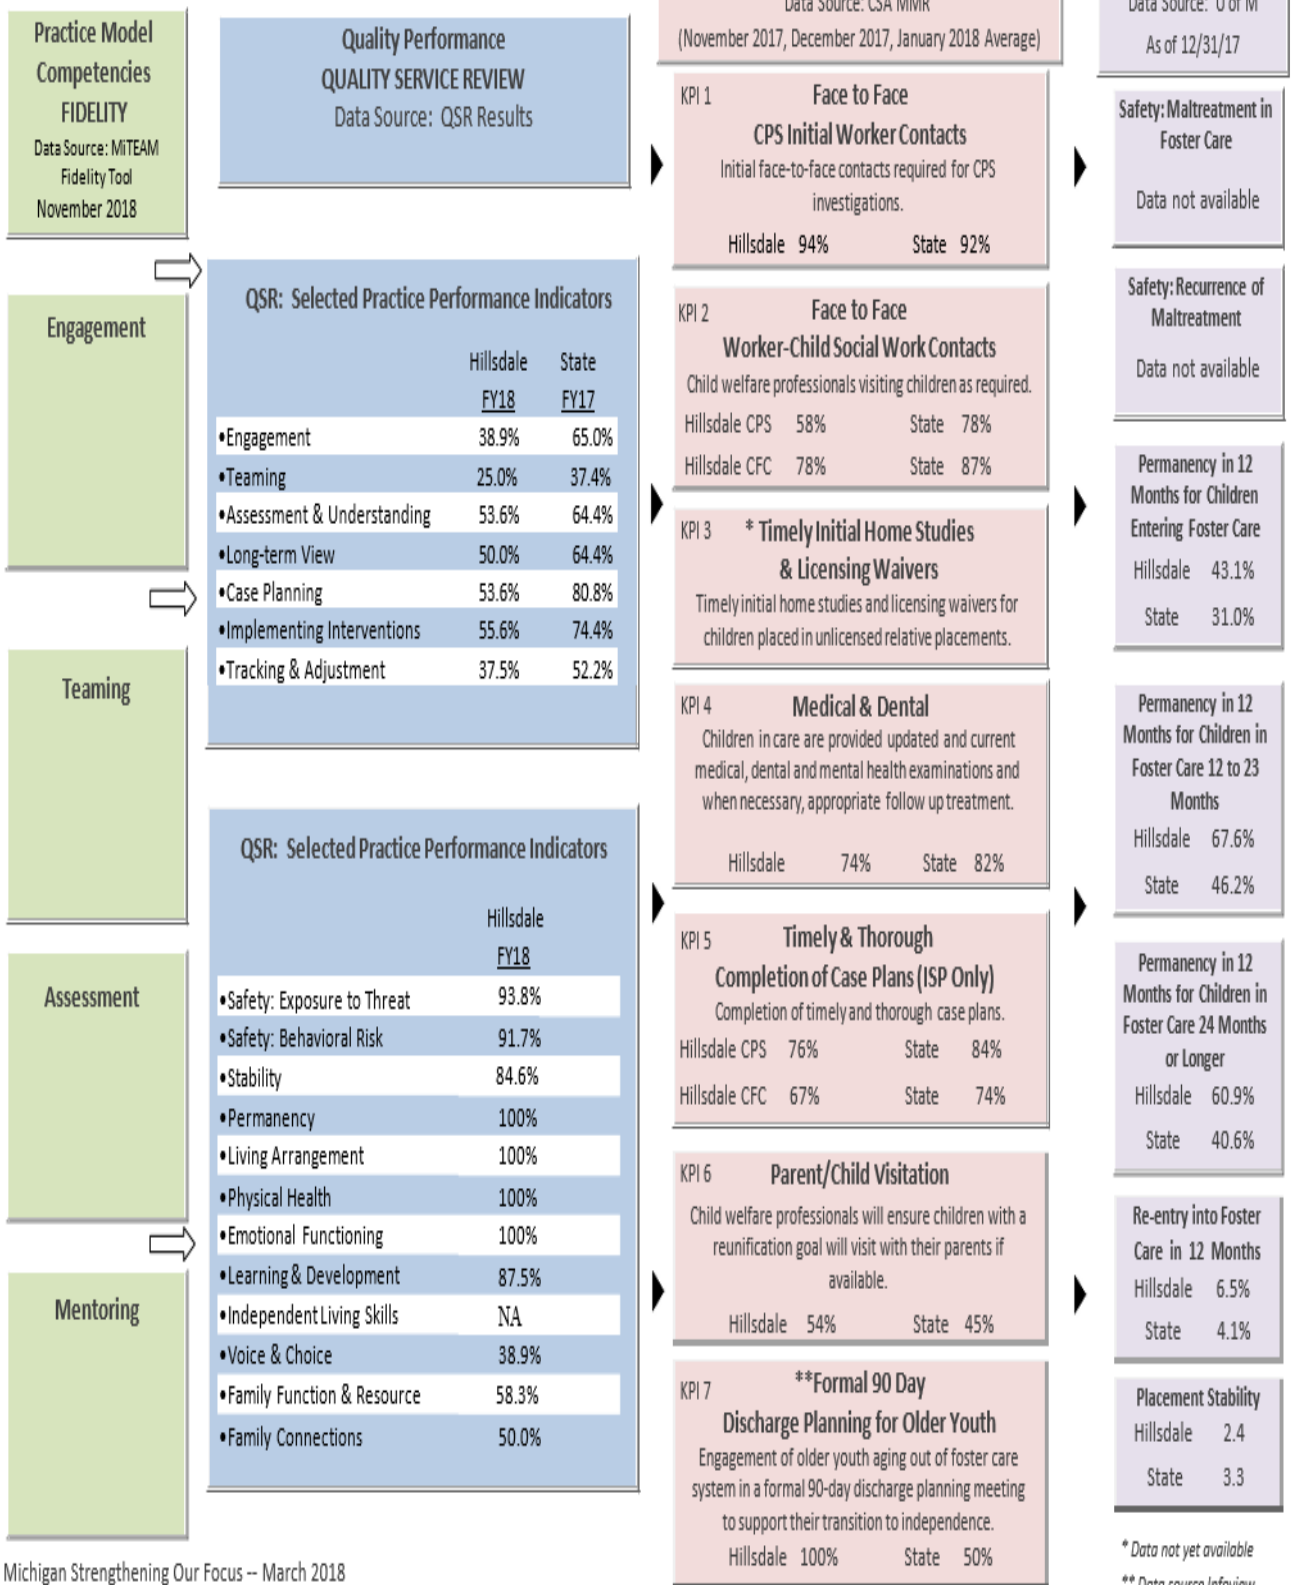 Practice Model
Competencies
FIDELITY
Data Source: MiTEAM
Fidelity Tool
November 2018
Engagement
Teaming
Assessment
Mentoring
Quality Performance
QUALITY SERVICE REVIEW
Data Source: QSR Results
QSR: Selected Practice Performance Indicators
Hillsdale State
FY18 FY17
•Engagement 38.9% 65.0%
•Teaming 25.0% 37.4%
•Assessment & Understanding 53.6% 64.4%
•Long-term View 50.0% 64.4%
•Case Planning 53.6% 80.8%
•Implementing Interventions 55.6% 74.4%
•Tracking & Adjustment 37.5% 52.2%
QSR: Selected Practice Performance Indicators
Hillsdale
FY18
•Safety: Exposure to Threat 93.8%
•Safety: Behavioral Risk 91.7%
•Stability 84.6%
•Permanency 100%
•Living Arrangement 100%
•Physical Health 100%
•Emotional Functioning 100%
•Learning & Development 87.5%
•Independent Living Skills NA
•Voice & Choice 38.9%
•Family Function & Resource 58.3%
•Family Connections 50.0%
Data Source: CSA MMR
(November 2017, December 2017, January 2018 Average)
KPI 1 Face to Face
CPS Initial Worker Contacts
Initial face-to-face contacts required for CPS
investigations.
Hillsdale 94% State 92%
KPI 2 Face to Face
Worker-Child Social Work Contacts
Child welfare professionals visiting children as required.
Hillsdale CPS 58% State 78%
Hillsdale CFC 78% State 87%
KPI 3 * Timely Initial Home Studies
& Licensing Waivers
Timely initial home studies and licensing waivers for
children placed in unlicensed relative placements.
KPI 4 Medical & Dental
Children in care are provided updated and current
medical, dental and mental health examinations and
when necessary, appropriate follow up treatment.
Hillsdale 74% State 82%
KPI 5 Timely & Thorough
Completion of Case Plans (ISP Only)
Completion of timely and thorough case plans.
Hillsdale CPS 76% State 84%
Hillsdale CFC 67% State 74%
KPI 6 Parent/Child Visitation
Child welfare professionals will ensure children with a
reunification goal will visit with their parents if
available.
Hillsdale 54% State 45%
KPI 7 **Formal 90 Day
Discharge Planning for Older Youth
Engagement of older youth aging out of foster care
system in a formal 90-day discharge planning meeting
to support their transition to independence.
Hillsdale 100% State 50%
Data Source: U of M
As of 12/31/17
Safety: Maltreatment in
Foster Care
Data not available
Safety: Recurrence of
Maltreatment
Data not available
Permanency in 12
Months for Children
Entering Foster Care
Hillsdale 43.1%
State 31.0%
Permanency in 12
Months for Children in
Foster Care 12 to 23
Months
Hillsdale 67.6%
State 46.2%
Permanency in 12
Months for Children in
Foster Care 24 Months
or Longer
Hillsdale 60.9%
State 40.6%
Re-entry into Foster
Care in 12 Months
Hillsdale 6.5%
State 4.1%
Placement Stability
Hillsdale 2.4
State 3.3
* Data not yet available
** Data source Infoview
Michigan Strengthening Our Focus -- March 2018